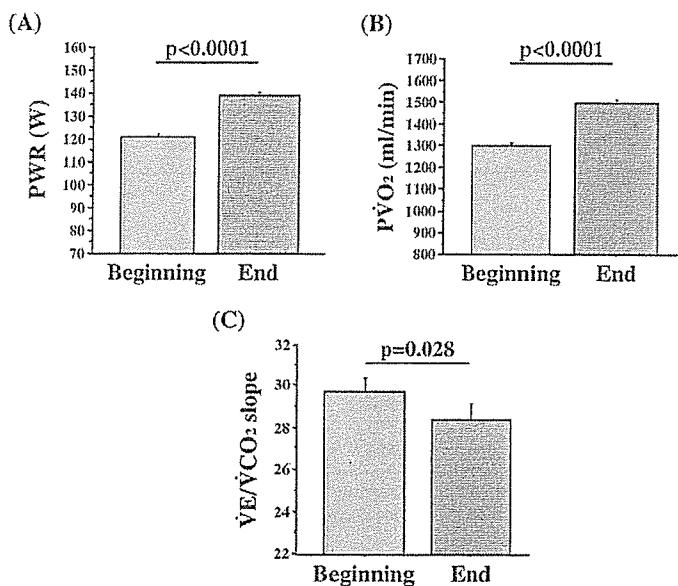 (A)
p<0.0001
PWR (W)
160
150
140
130
120
110
100
90
80
70
Beginning End
(B)
p<0.0001
PV̇O₂ (ml/min)
1700
1600
1500
1400
1300
1200
1100
1000
900
800
Beginning End
(C)
p=0.028
V̇E/V̇CO₂ slope
32
30
28
26
24
22
Beginning End